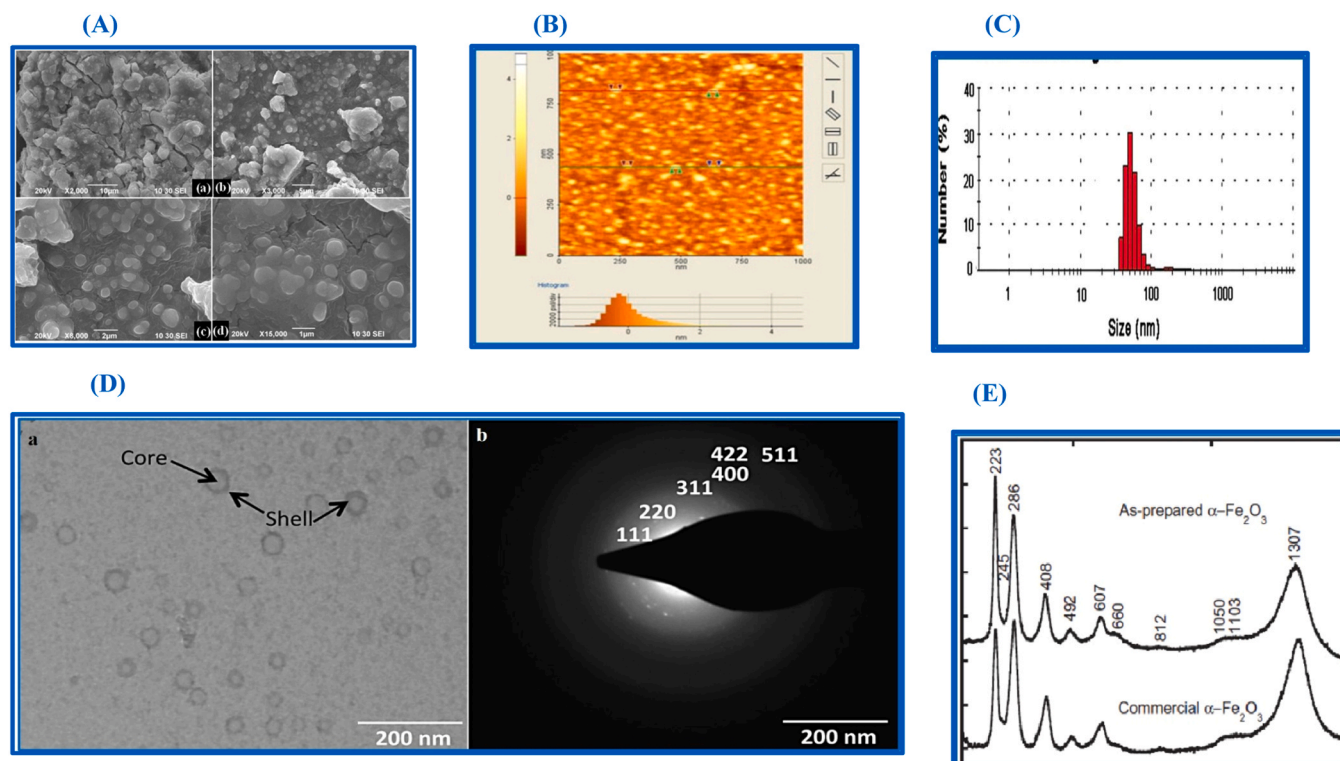 (A)
(B)
(C)
20kV X2,000 10µm 10 30 SEI (a)
(b) 20kV X3,000 5µm 10 30 SEI
20kV X6,000 2µm 10 30 SEI (c)
(d) 20kV X15,000 1µm 10 30 SEI
4
2
0
nm
750
500
250
0
0 250 500 750 1000
nm
Histogram
0 2 4
nm
Number (%)
40
30
20
10
0
1 10 100 1000
Size (nm)
(D)
(E)
a
Core
Shell
200 nm
b
422 511
400
311
220
111
200 nm
223
245
286
408
492
607
660
812
1050
1103
1307
As-prepared α–Fe2O3
Commercial α–Fe2O3